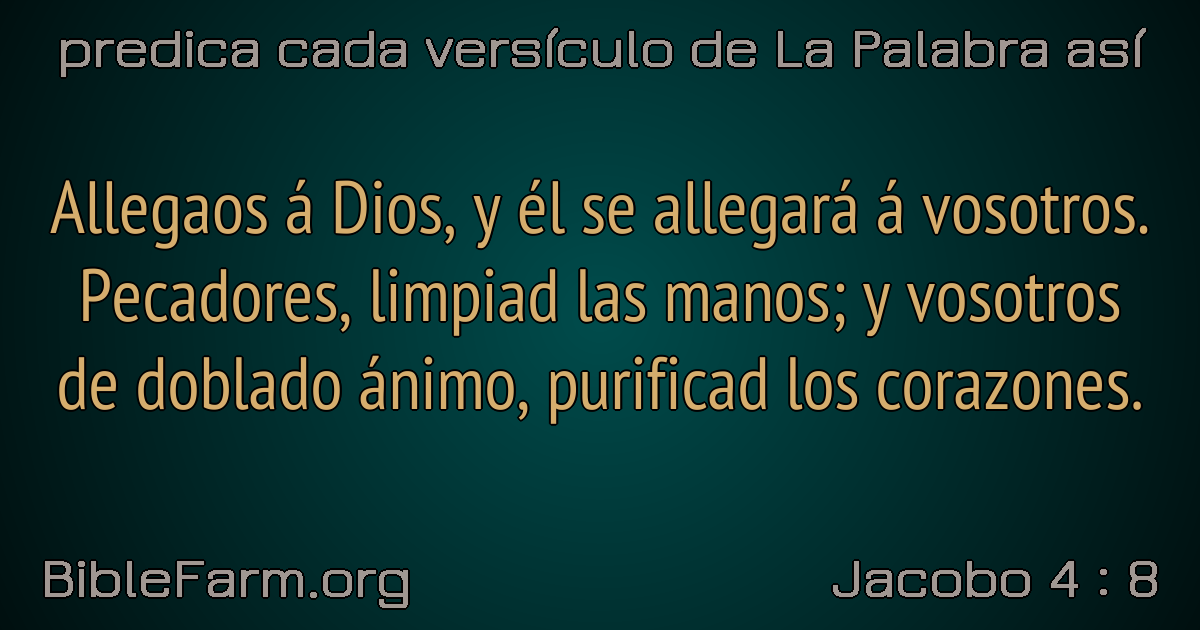 predica cada versículo de La Palabra así
Allegaos á Dios, y él se allegará á vosotros.
Pecadores, limpiad las manos; y vosotros
de doblado ánimo, purificad los corazones.
BibleFarm.org
Jacobo 4 : 8